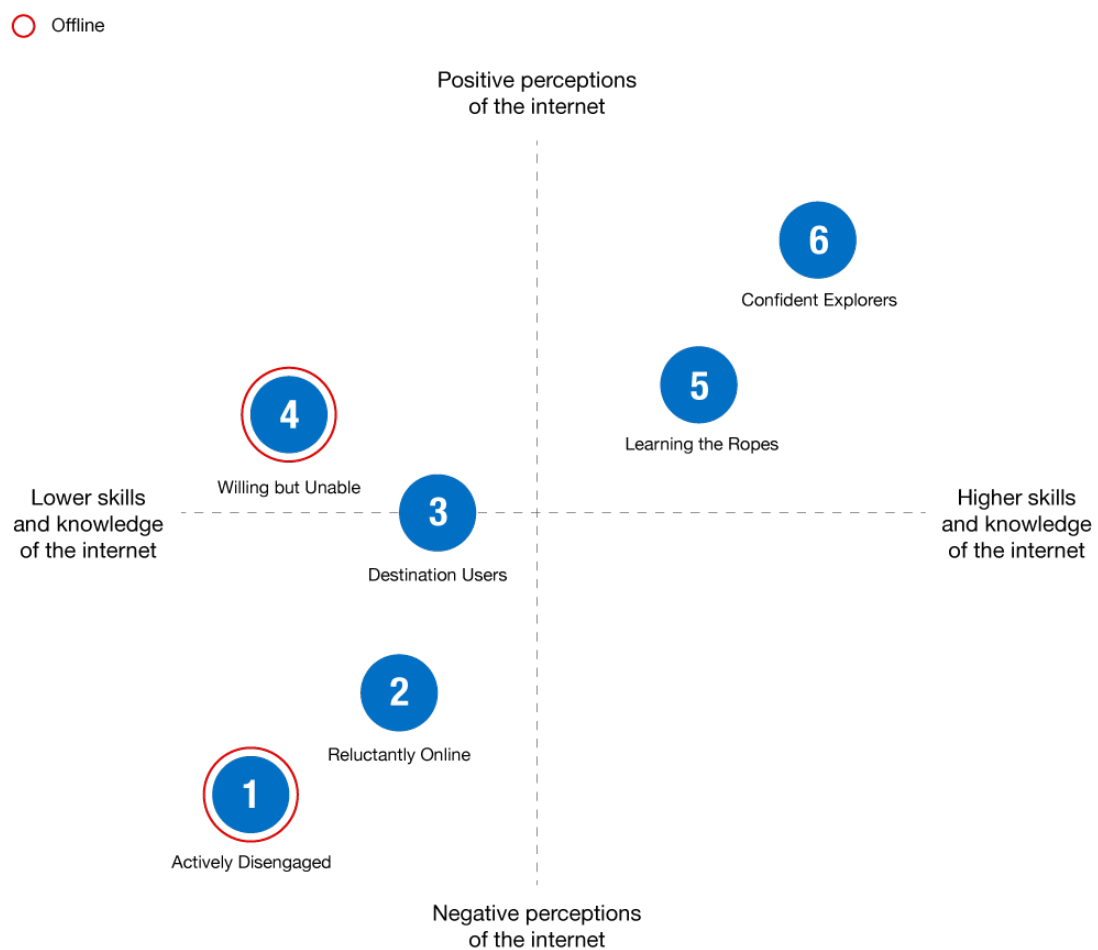 Offline
Positive perceptions
of the internet
6
Confident Explorers
5
Learning the Ropes
4
Willing but Unable
Lower skills
and knowledge
of the internet
3
Destination Users
Higher skills
and knowledge
of the internet
2
Reluctantly Online
1
Actively Disengaged
Negative perceptions
of the internet